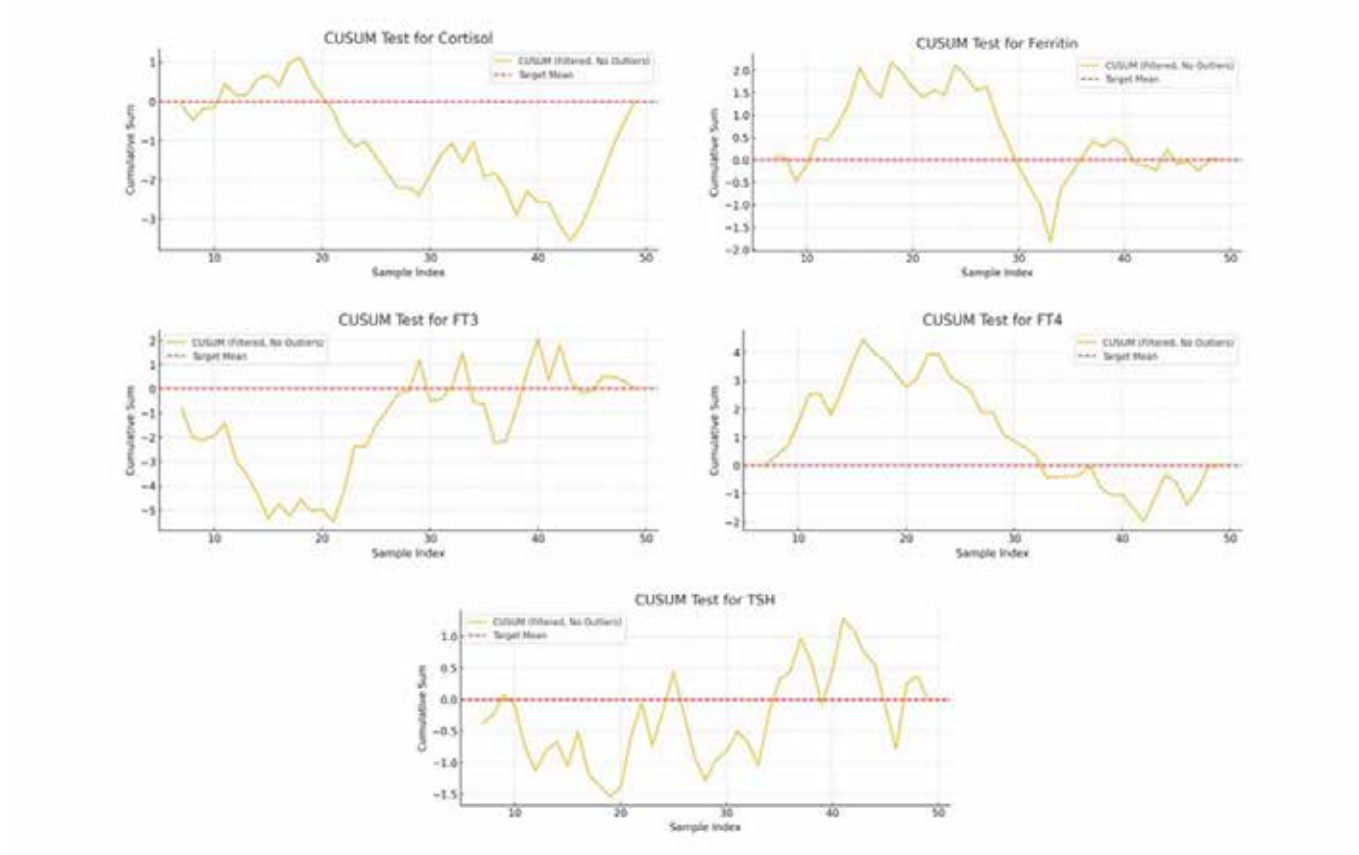 CUSUM Test for Cortisol
CUSUM (Filtered, No Outliers)
Target Mean
1
0
−1
−2
−3
Cumulative Sum
10 20 30 40 50
Sample Index
CUSUM Test for Ferritin
CUSUM (Filtered, No Outliers)
Target Mean
2.0
1.5
1.0
0.5
0.0
−0.5
−1.0
−1.5
−2.0
Cumulative Sum
10 20 30 40 50
Sample Index
CUSUM Test for FT3
CUSUM (Filtered, No Outliers)
Target Mean
2
1
0
−1
−2
−3
−4
−5
Cumulative Sum
10 20 30 40 50
Sample Index
CUSUM Test for FT4
CUSUM (Filtered, No Outliers)
Target Mean
4
3
2
1
0
−1
−2
Cumulative Sum
10 20 30 40 50
Sample Index
CUSUM Test for TSH
CUSUM (Filtered, No Outliers)
Target Mean
1.0
0.5
0.0
−0.5
−1.0
−1.5
Cumulative Sum
10 20 30 40 50
Sample Index